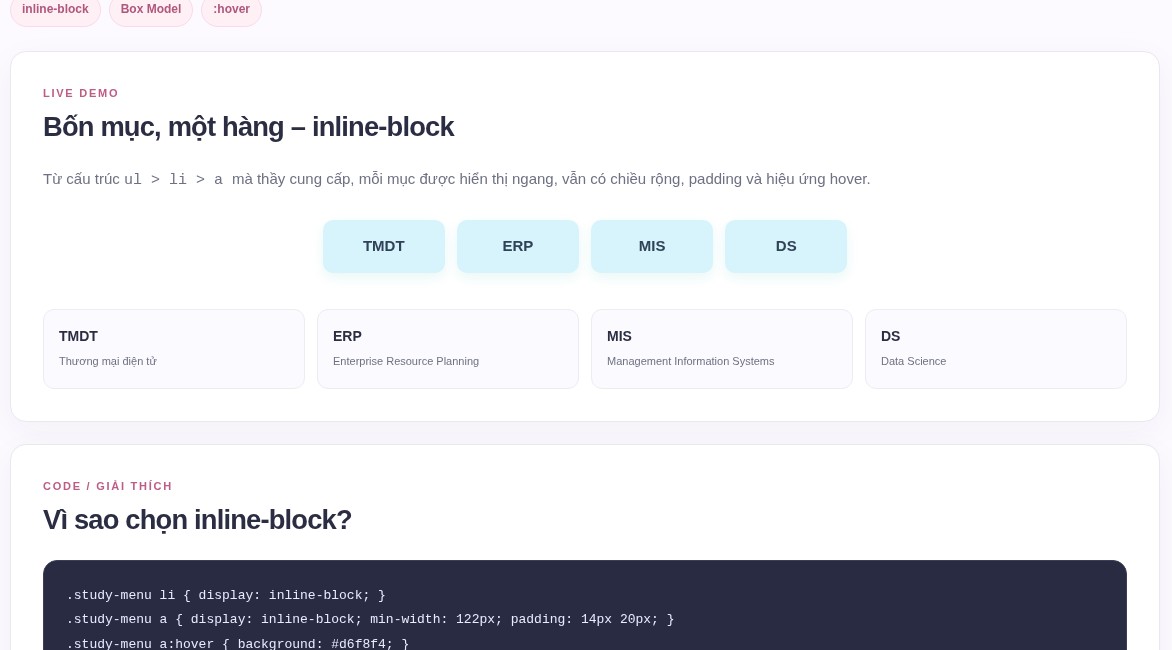 inline-block Box Model :hover
LIVE DEMO
Bốn mục, một hàng – inline-block
Từ cấu trúc ul > li > a mà thầy cung cấp, mỗi mục được hiển thị ngang, vẫn có chiều rộng, padding và hiệu ứng hover.
TMDT ERP MIS DS
TMDT
Thương mại điện tử
ERP
Enterprise Resource Planning
MIS
Management Information Systems
DS
Data Science
CODE / GIẢI THÍCH
Vì sao chọn inline-block?
.study-menu li { display: inline-block; }
.study-menu a { display: inline-block; min-width: 122px; padding: 14px 20px; }
.study-menu a:hover { background: #d6f8f4; }